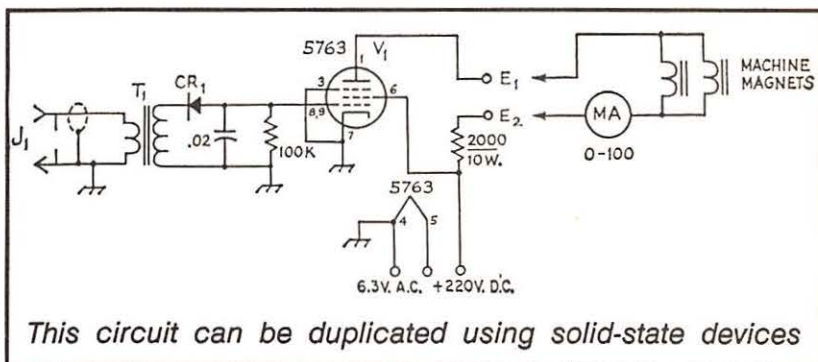 5763 V1
1
T1
CR1
3
8,9
6
7
J1
.02
100K
E1
E2
2000
10W.
MA
0-100
MACHINE
MAGNETS
5763
4 5
6.3V. A.C. +220V. D.C.
This circuit can be duplicated using solid-state devices